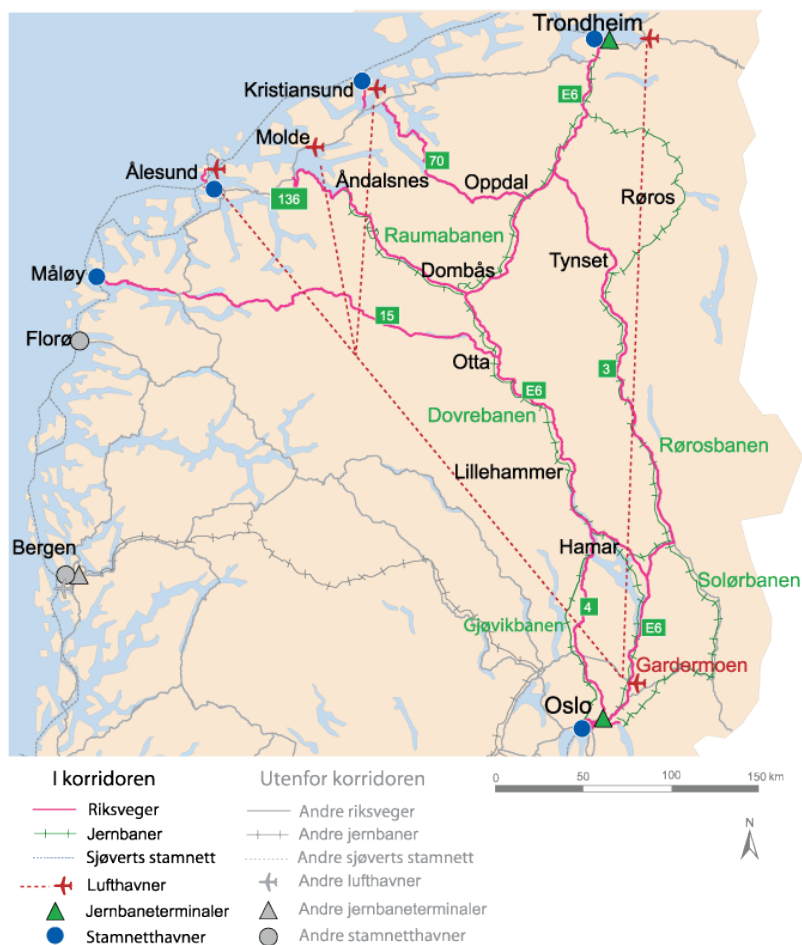 Trondheim
Kristiansund
E6
Molde
70
Ålesund
Åndalsnes
Oppdal
136
Røros
Raumabanen
Tynset
Dombås
Måløy
15
Florø
Otta
3
E6
Dovrebanen
Rørosbanen
Lillehammer
Bergen
Hamar
Solørbanen
4
Gjøvikbanen
E6
Gardermoen
Oslo
I korridoren
Utenfor korridoren
0 50 100 150 km
Riksveger
Andre riksveger
Jernbaner
Andre jernbaner
N
Sjøverts stamnett
Andre sjøverts stamnett
Lufthavner
Andre lufthavner
Jernbaneterminaler
Andre jernbaneterminaler
Stamnetthavner
Andre stamnetthavner